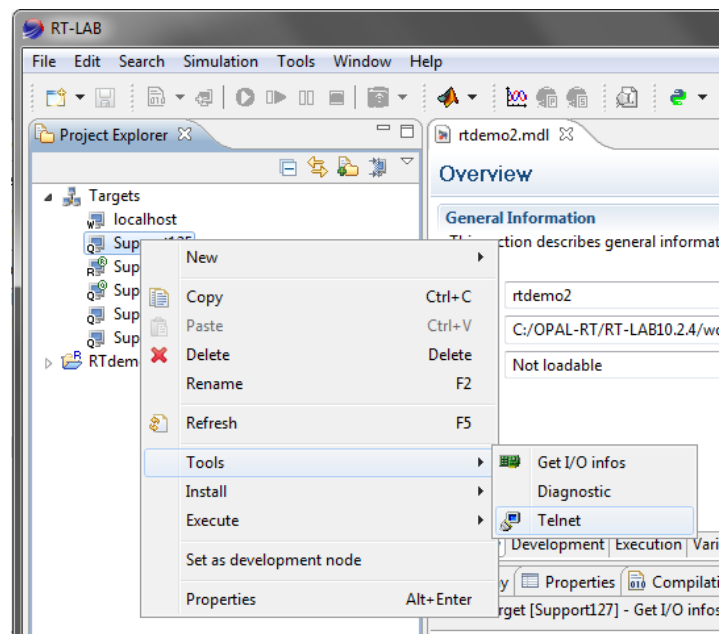 RT-LAB
File Edit Search Simulation Tools Window Help
Project Explorer
rtdemo2.mdl
Overview
Targets
localhost
General Information
New
Copy Ctrl+C
rtdemo2
Paste Ctrl+V
C:/OPAL-RT/RT-LAB10.2.4/
Delete Delete
Not loadable
Rename F2
Refresh F5
Tools
Get I/O infos
Install
Diagnostic
Execute
Telnet
Development Execution
Set as development node
Properties
Properties Alt+Enter
[Support127] - Get I/O infos